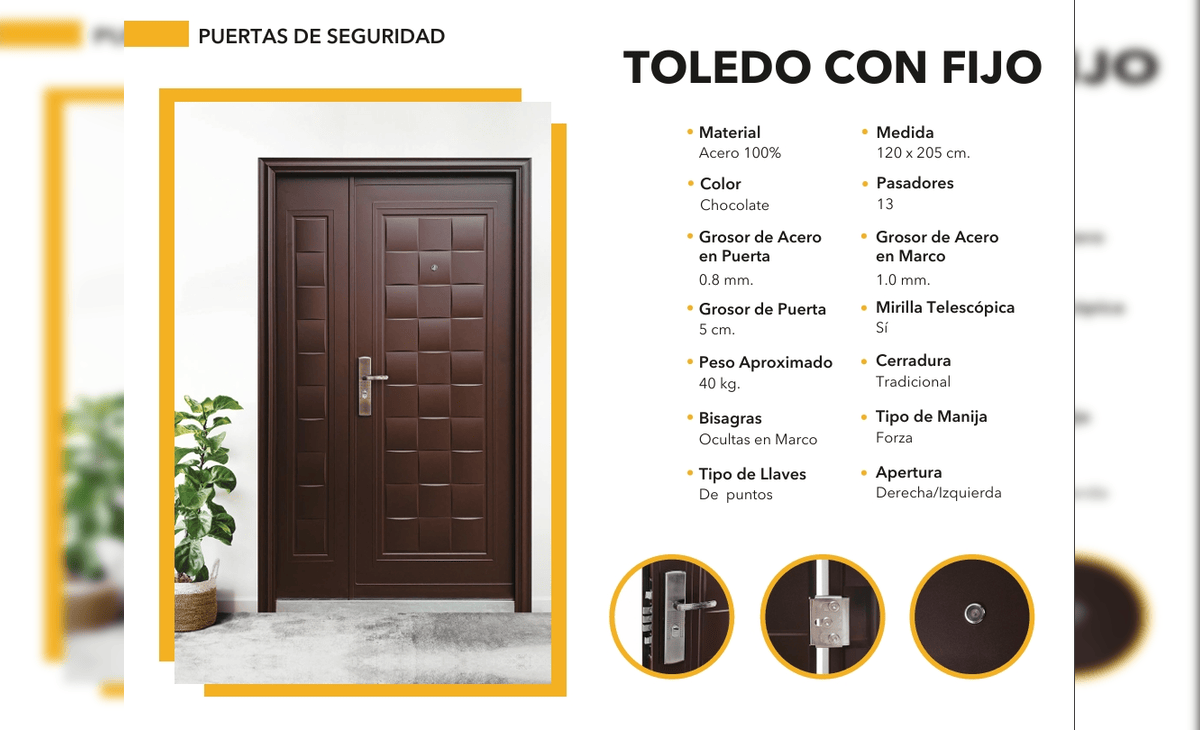 PUERTAS DE SEGURIDAD
TOLEDO CON FIJO
Material
Acero 100%
Color
Chocolate
Grosor de Acero
en Puerta
0.8 mm.
Grosor de Puerta
5 cm.
Peso Aproximado
40 kg.
Bisagras
Ocultas en Marco
Tipo de Llaves
De puntos
Medida
120 x 205 cm.
Pasadores
13
Grosor de Acero
en Marco
1.0 mm.
Mirilla Telescópica
Sí
Cerradura
Tradicional
Tipo de Manija
Forza
Apertura
Derecha/Izquierda